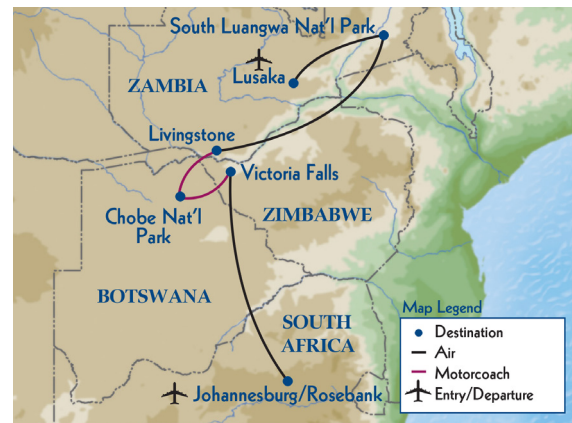 South Luangwa Nat'l Park
ZAMBIA
Lusaka
Livingstone
Victoria Falls
Chobe Nat'l
Park
ZIMBABWE
BOTSWANA
SOUTH
AFRICA
Johannesburg/Rosebank
Map Legend
Destination
Air
Motorcoach
Entry/Departure